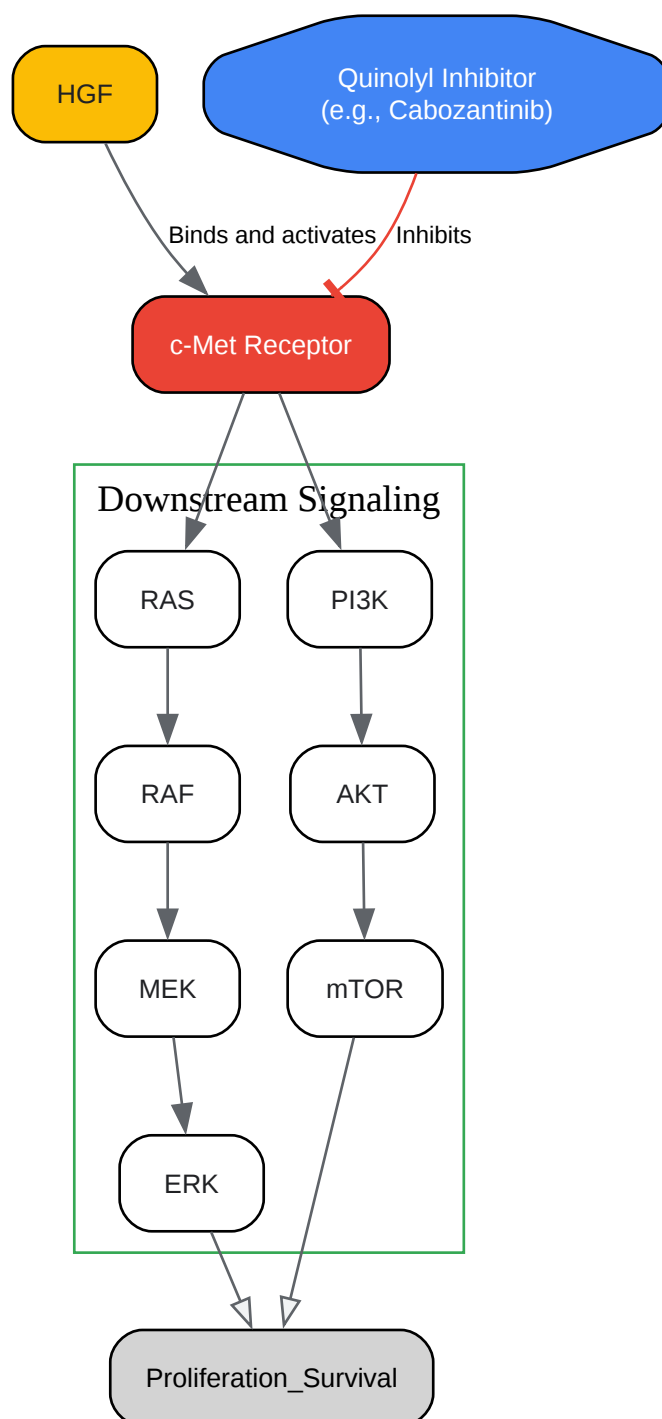 HGF
Quinolyl Inhibitor
(e.g., Cabozantinib)
Binds and activates
Inhibits
c-Met Receptor
Downstream Signaling
RAS
PI3K
RAF
AKT
MEK
mTOR
ERK
Proliferation_Survival